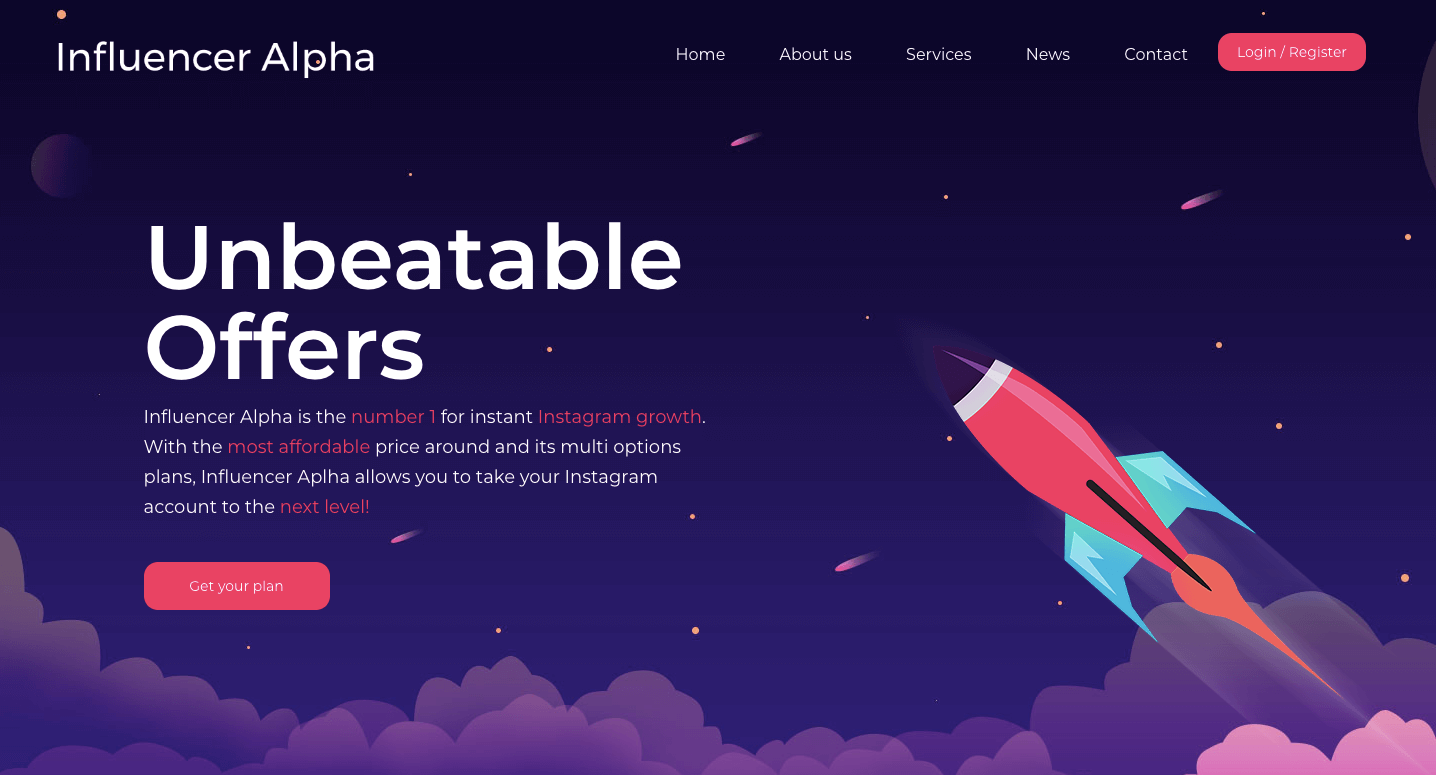 Influencer Alpha
Home About us Services News Contact Login / Register
Unbeatable
Offers
Influencer Alpha is the number 1 for instant Instagram growth.
With the most affordable price around and its multi options
plans, Influencer Aplha allows you to take your Instagram
account to the next level!
Get your plan